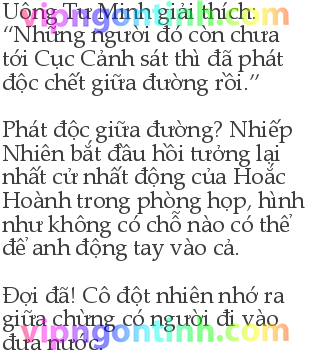 Uông Tư Minh giải thích:
“Những người đó còn chưa
tới Cục Cảnh sát thì đã phát
độc chết giữa đường rồi.”
Phát độc giữa đường? Nhiếp
Nhiên bắt đầu hồi tưởng lại
nhất cử nhất động của Hoắc
Hoành trong phòng họp, hình
như không có chỗ nào có thể
để anh động tay vào cả.
Đợi đã! Cô đột nhiên nhớ ra
giữa chừng có người đi vào
đưa nước.
vipngontinh.com
vipngontinh.com